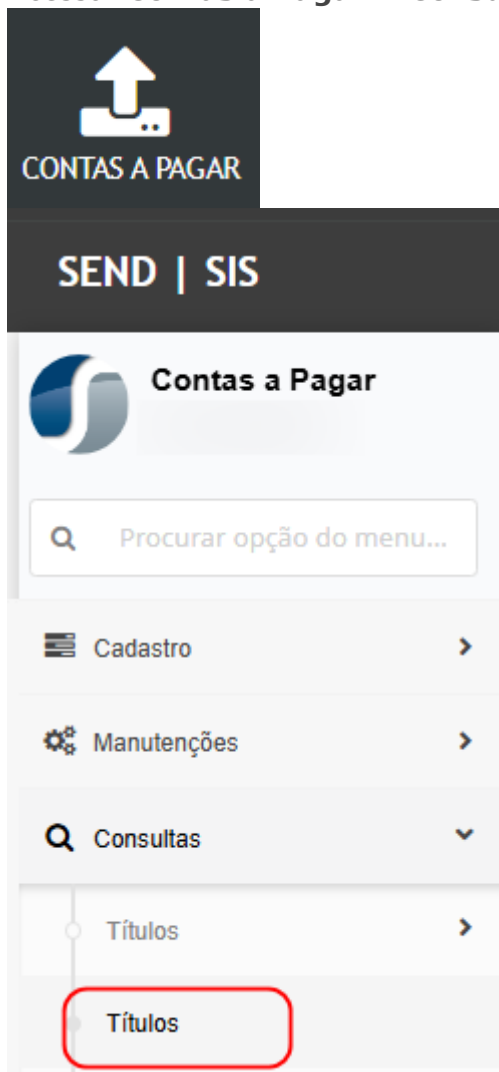 CONTAS A PAGAR
SEND | SIS
Contas a Pagar
Procurar opção do menu...
Cadastro
Manutenções
Consultas
Títulos
Títulos